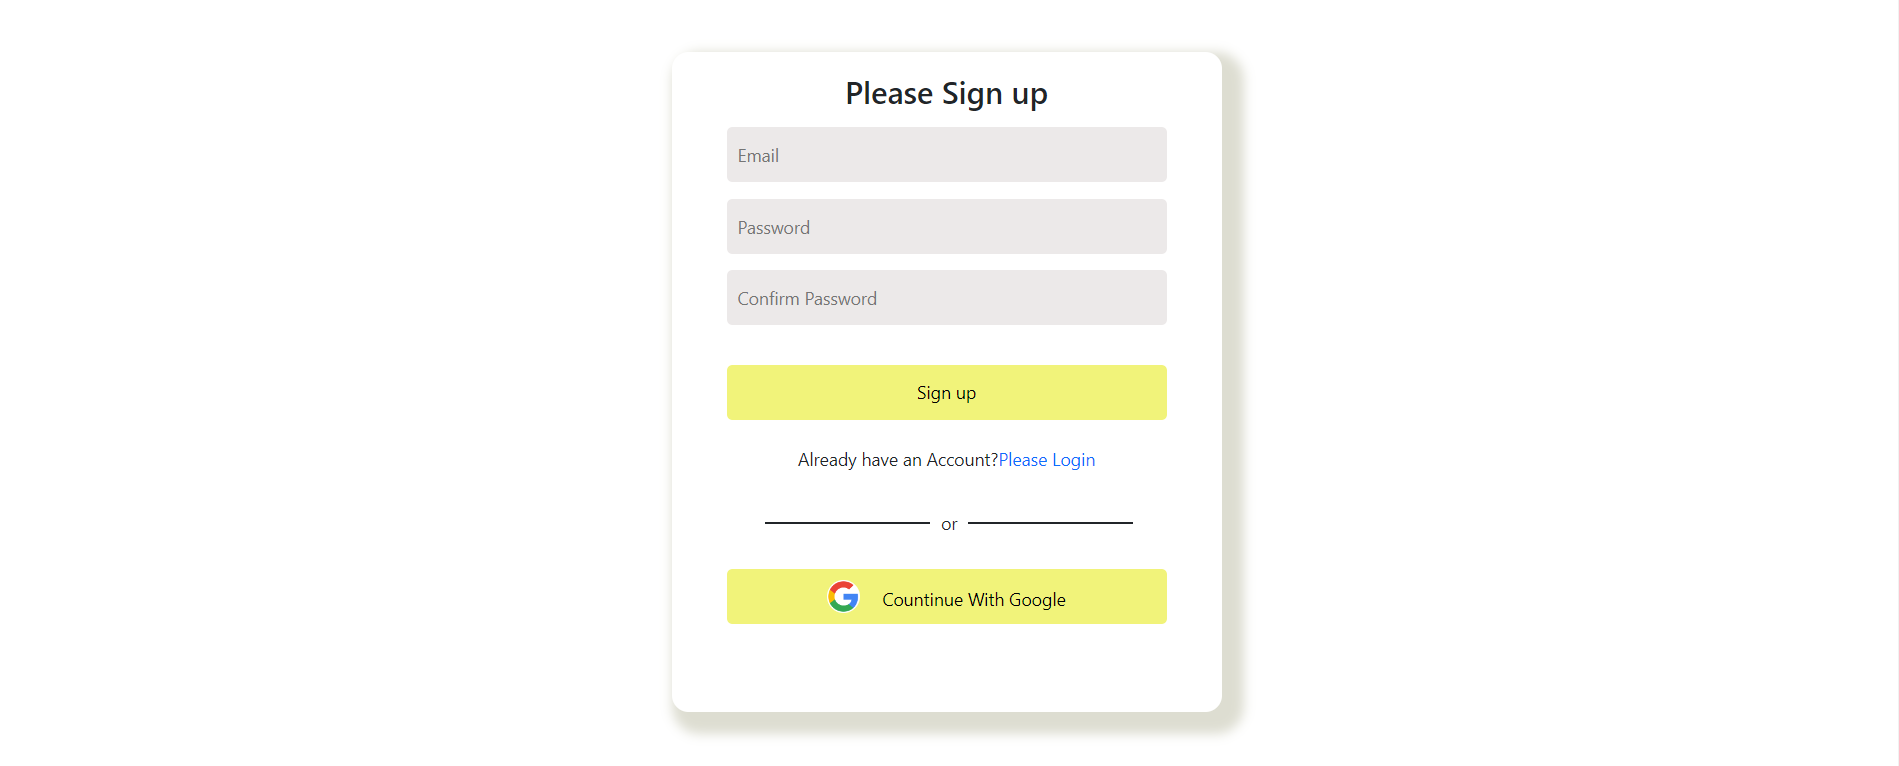 Please Sign up
Email
Password
Confirm Password
Sign up
Already have an Account?Please Login
or
Countinue With Google